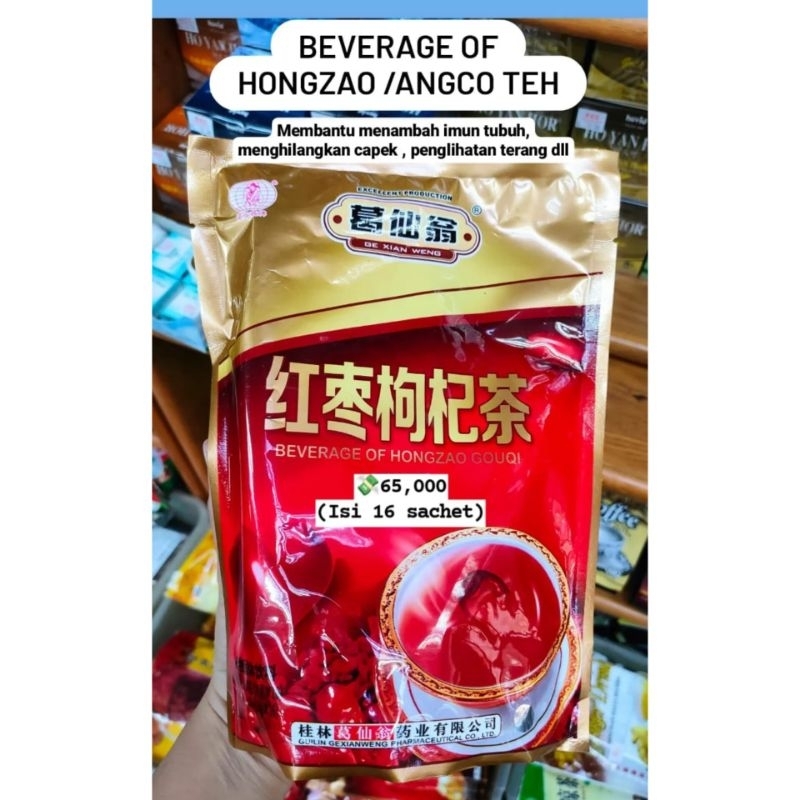 BEVERAGE OF
HONGZAO /ANGCO TEH
Membantu menambah imun tubuh,
menghilangkan capek , penglihatan terang dll
EXCELLENT PRODUCTION
葛仙翁®
GE XIAN WENG
红枣枸杞茶
BEVERAGE OF HONGZAO GOUQI
💸65,000
(Isi 16 sachet)
桂林葛仙翁药业有限公司
GUILIN GEXIANWENG PHARMACEUTICAL CO., LTD.